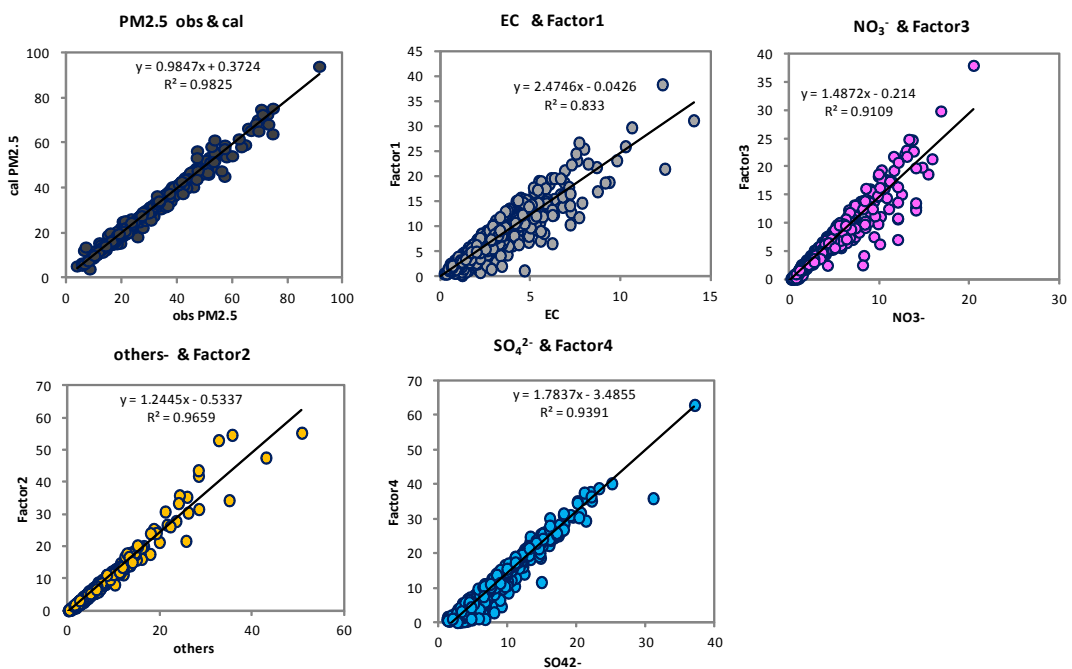 PM2.5 obs & cal
cal PM2.5
100
80
60
40
20
0
y = 0.9847x + 0.3724
R² = 0.9825
0 20 40 60 80 100
obs PM2.5
EC & Factor1
Factor1
45
40
35
30
25
20
15
10
5
0
y = 2.4746x - 0.0426
R² = 0.833
0 5 10 15
EC
NO₃⁻ & Factor3
Factor3
40
35
30
25
20
15
10
5
0
y = 1.4872x - 0.214
R² = 0.9109
0 10 20 30
NO3-
others- & Factor2
Factor2
70
60
50
40
30
20
10
0
y = 1.2445x - 0.5337
R² = 0.9659
0 20 40 60
others
SO₄²⁻ & Factor4
Factor4
70
60
50
40
30
20
10
0
y = 1.7837x - 3.4855
R² = 0.9391
0 10 20 30 40
SO42-